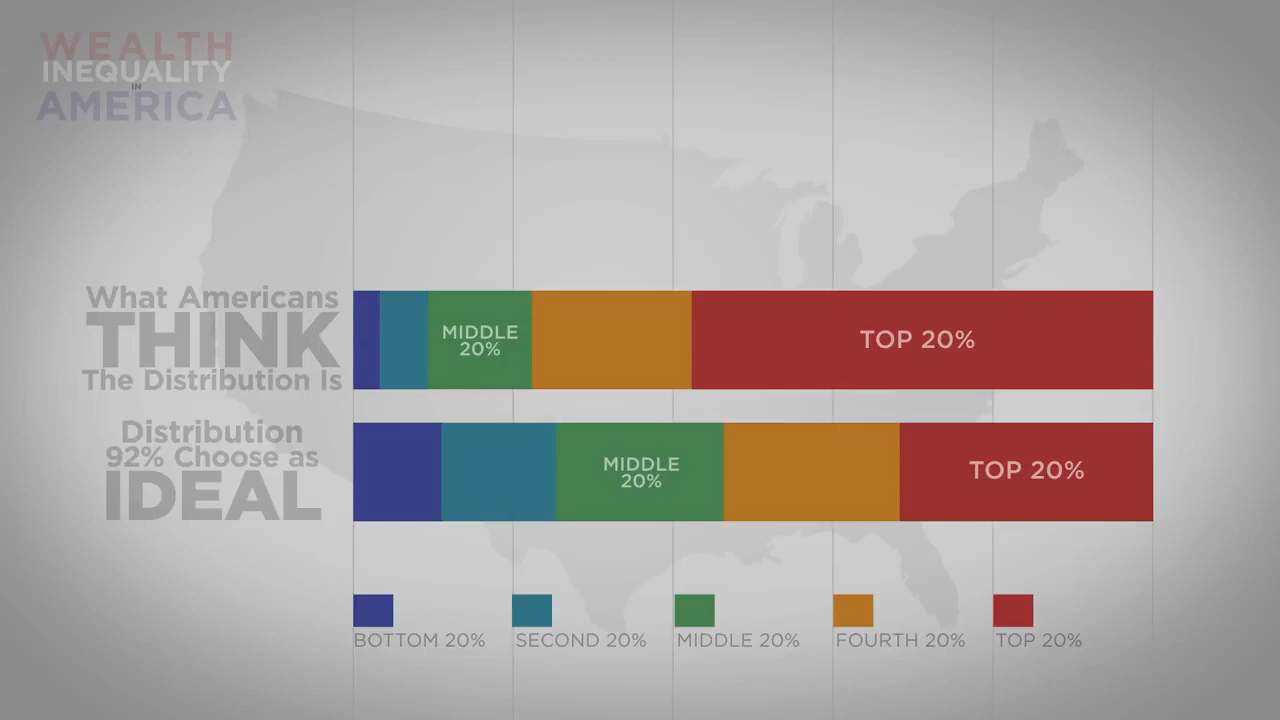 WEALTH
INEQUALITY
IN
AMERICA
What Americans
THINK
The Distribution Is
MIDDLE
20%
TOP 20%
Distribution
92% Choose as
IDEAL
MIDDLE
20%
TOP 20%
BOTTOM 20%
SECOND 20%
MIDDLE 20%
FOURTH 20%
TOP 20%